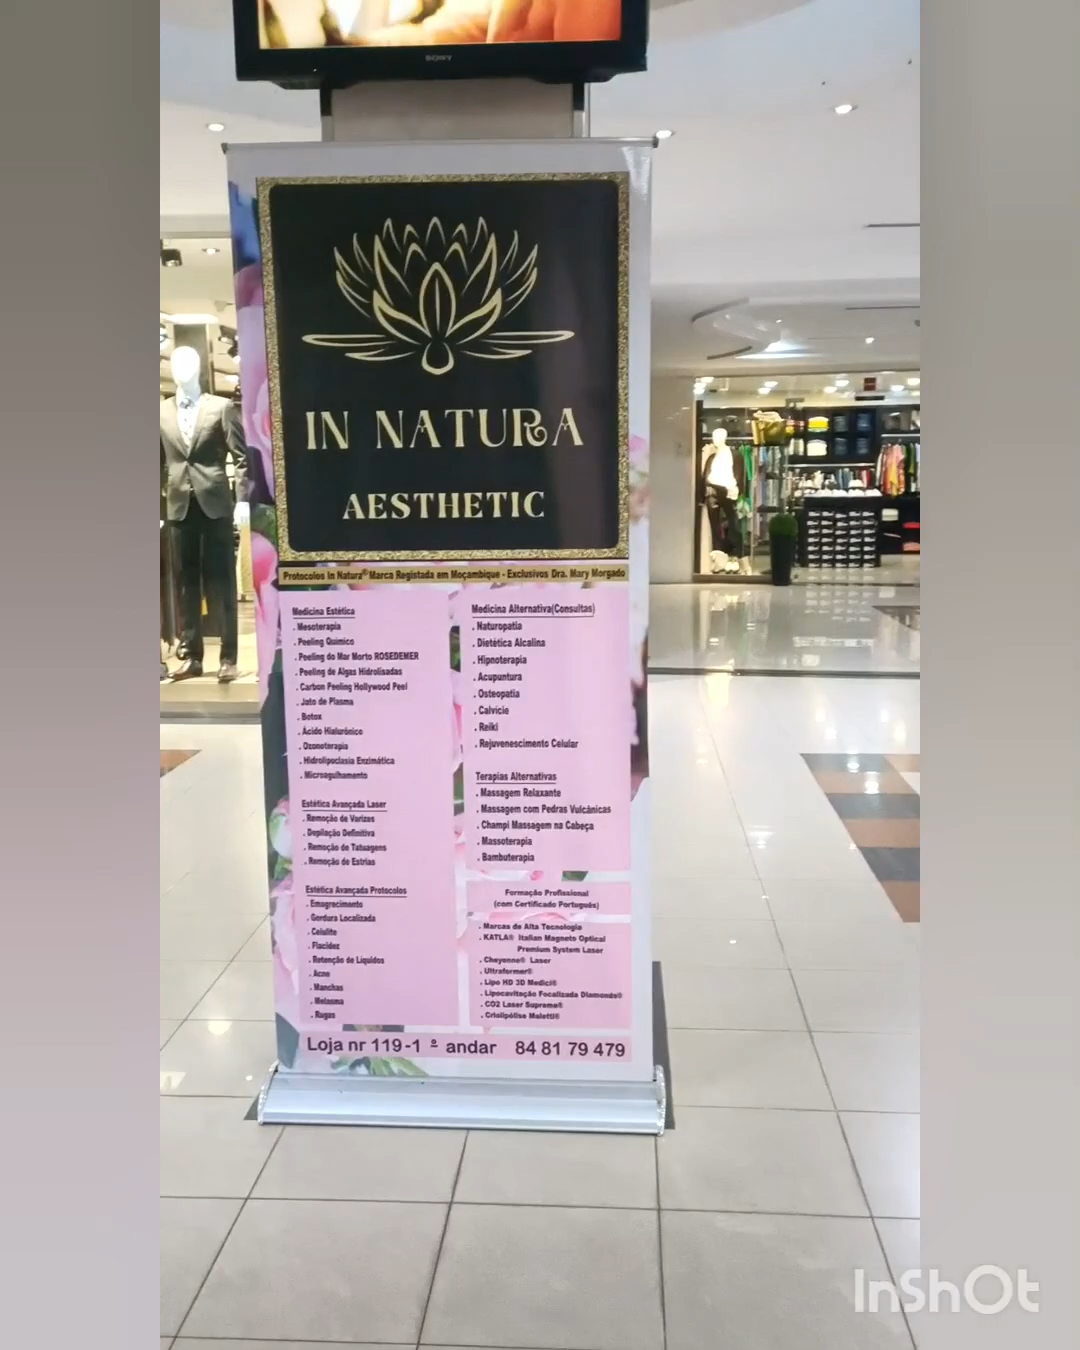 SONY
IN NATURA
AESTHETIC
Protocolos In Natura® Marca Registada em Moçambique - Exclusivos Dra. Mary Morgado
Medicina Estética
. Mesoterapia
. Peeling Químico
. Peeling do Mar Morto ROSEDEMER
. Peeling de Algas Hidrolisadas
. Carbon Peeling Hollywood Peel
. Jato de Plasma
. Botox
. Ácido Hialurónico
. Ozonoterapia
. Hidrolipoclasia Enzimática
. Microagulhamento
Estética Avançada Laser
. Remoção de Varizes
. Depilação Definitiva
. Remoção de Tatuagens
. Remoção de Estrias
Estética Avançada Protocolos
. Emagrecimento
. Gordura Localizada
. Celulite
. Flacidez
. Retenção de Líquidos
. Acne
. Manchas
. Melasma
. Rugas
Medicina Alternativa(Consultas)
. Naturopatia
. Dietética Alcalina
. Hipnoterapia
. Acupuntura
. Osteopatia
. Calvície
. Reiki
. Rejuvenescimento Celular
Terapias Alternativas
. Massagem Relaxante
. Massagem com Pedras Vulcânicas
. Champi Massagem na Cabeça
. Massoterapia
. Bambuterapia
Formação Profissional
(com Certificado Português)
. Marcas de Alta Tecnologia
. KATLA® Italian Magneto Optical
Premium System Laser
. Cheyenne® Laser
. Ultraformer®
. Lipo HD 3D Medici®
. Lipocavitação Focalizada Diamonds®
. CO2 Laser Supreme®
. Criolipólise Maletti®
Loja nr 119-1 º andar 84 81 79 479
InShOt